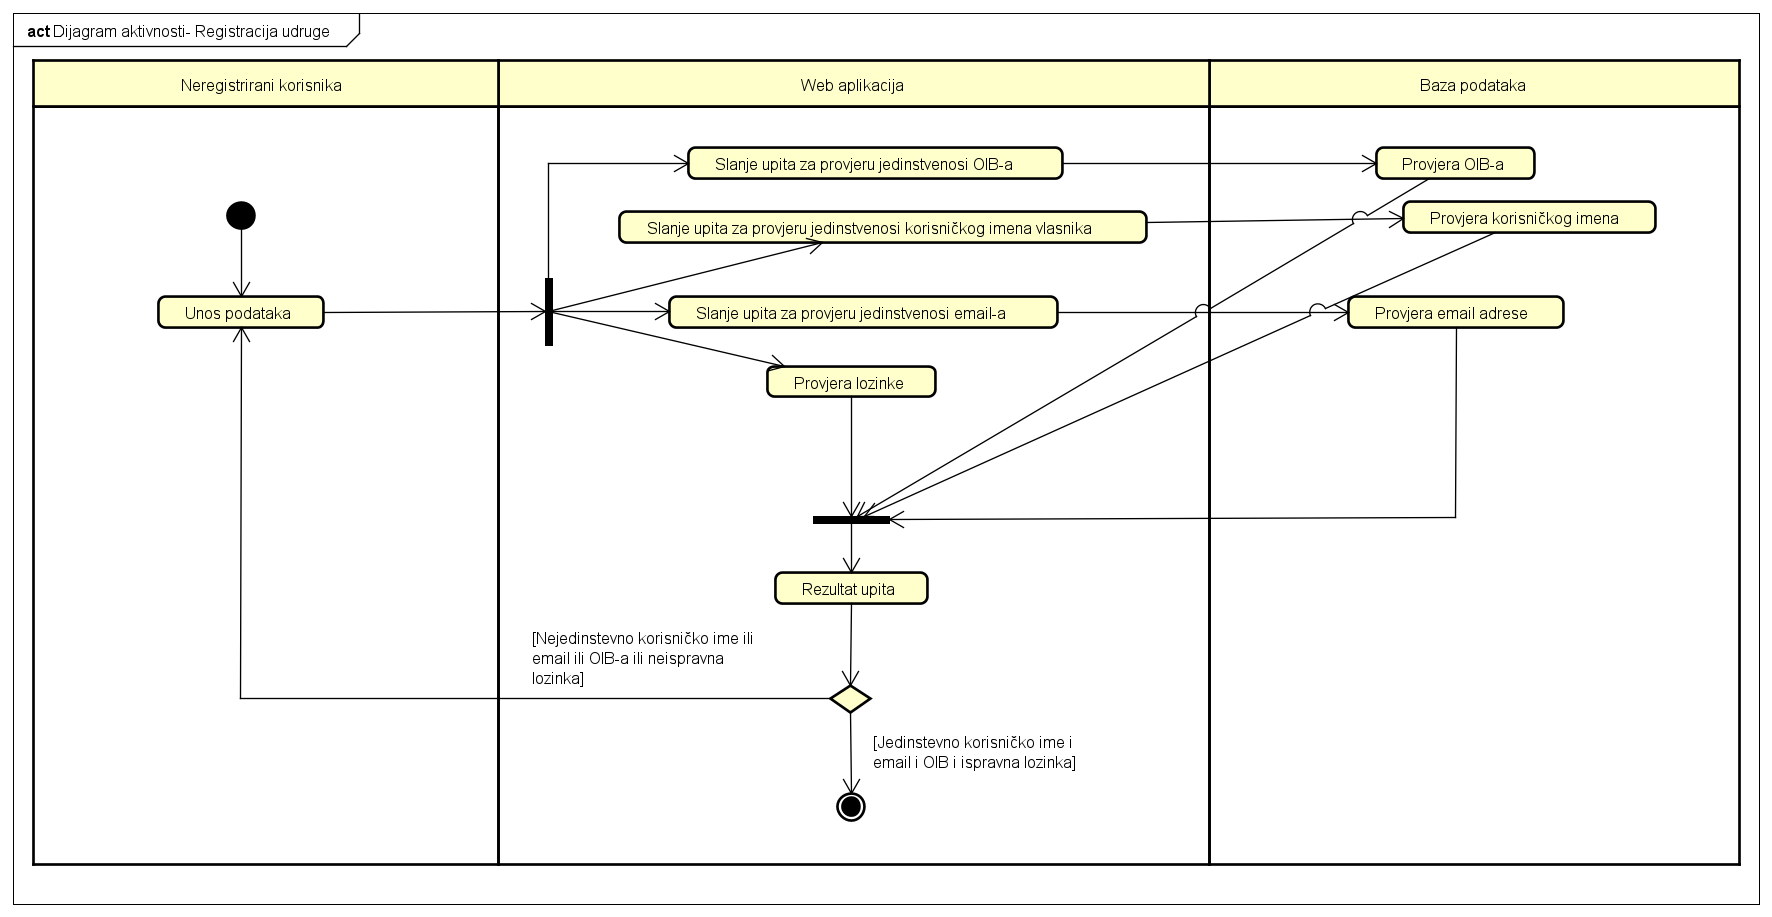 act Dijagram aktivnosti- Registracija udruge
Neregistrirani korisnika
Web aplikacija
Baza podataka
Slanje upita za provjeru jedinstvenosi OIB-a
Provjera OIB-a
Slanje upita za provjeru jedinstvenosi korisničkog imena vlasnika
Provjera korisničkog imena
Unos podataka
Slanje upita za provjeru jedinstvenosi email-a
Provjera email adrese
Provjera lozinke
Rezultat upita
[Nejedinstevno korisničko ime ili
email ili OIB-a ili neispravna
lozinka]
[Jedinstevno korisničko ime i
email i OIB i ispravna lozinka]